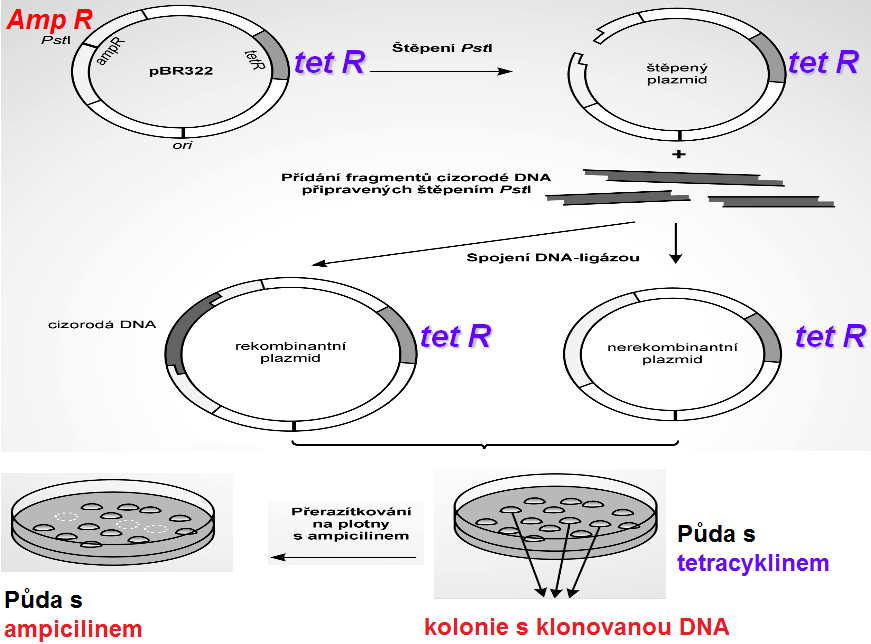 Amp R
PstI
ampR
tetR
pBR322
ori
tet R
Štěpení PstI
štěpený
plazmid
tet R
+
Přídání fragmentů cizorodé DNA
připravených štěpením PstI
Spojení DNA-ligázou
cizorodá DNA
rekombinantní
plazmid
tet R
nerekombinantní
plazmid
tet R
Přerazítkování
na plotny
s ampicilinem
Půda s
tetracyklinem
Půda s
ampicilinem
kolonie s klonovanou DNA